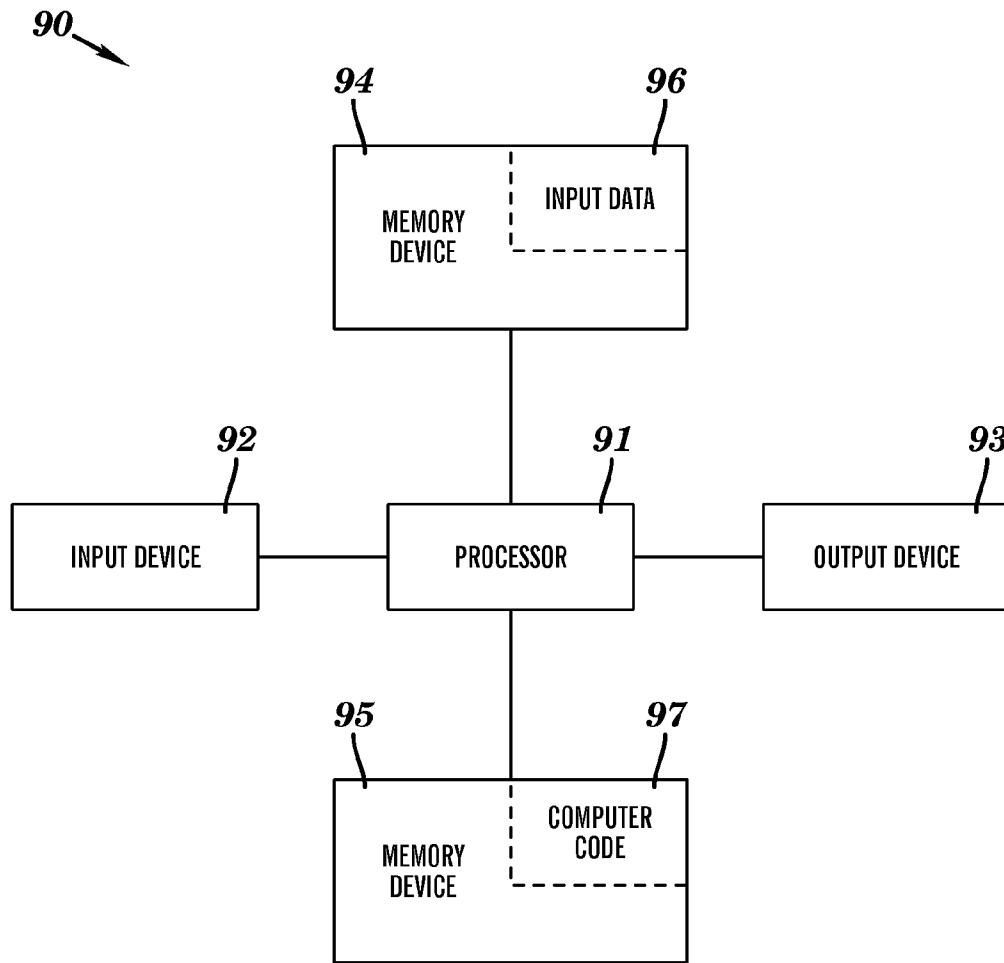 90
94
96
INPUT DATA
MEMORY
DEVICE
92
91
93
INPUT DEVICE
PROCESSOR
OUTPUT DEVICE
95
97
COMPUTER
CODE
MEMORY
DEVICE